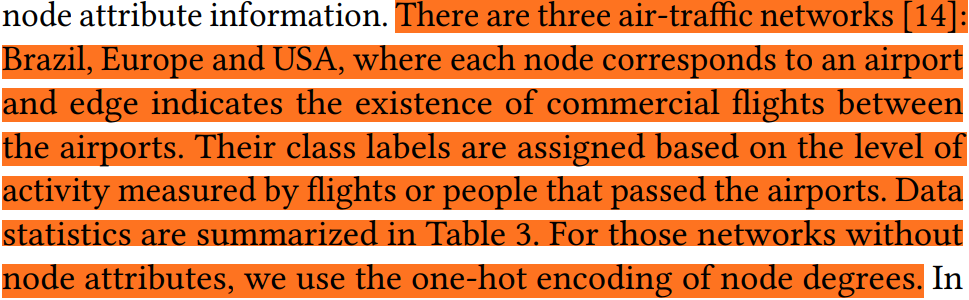 node attribute information. There are three air-traffic networks [14]:
Brazil, Europe and USA, where each node corresponds to an airport
and edge indicates the existence of commercial flights between
the airports. Their class labels are assigned based on the level of
activity measured by flights or people that passed the airports. Data
statistics are summarized in Table 3. For those networks without
node attributes, we use the one-hot encoding of node degrees. In